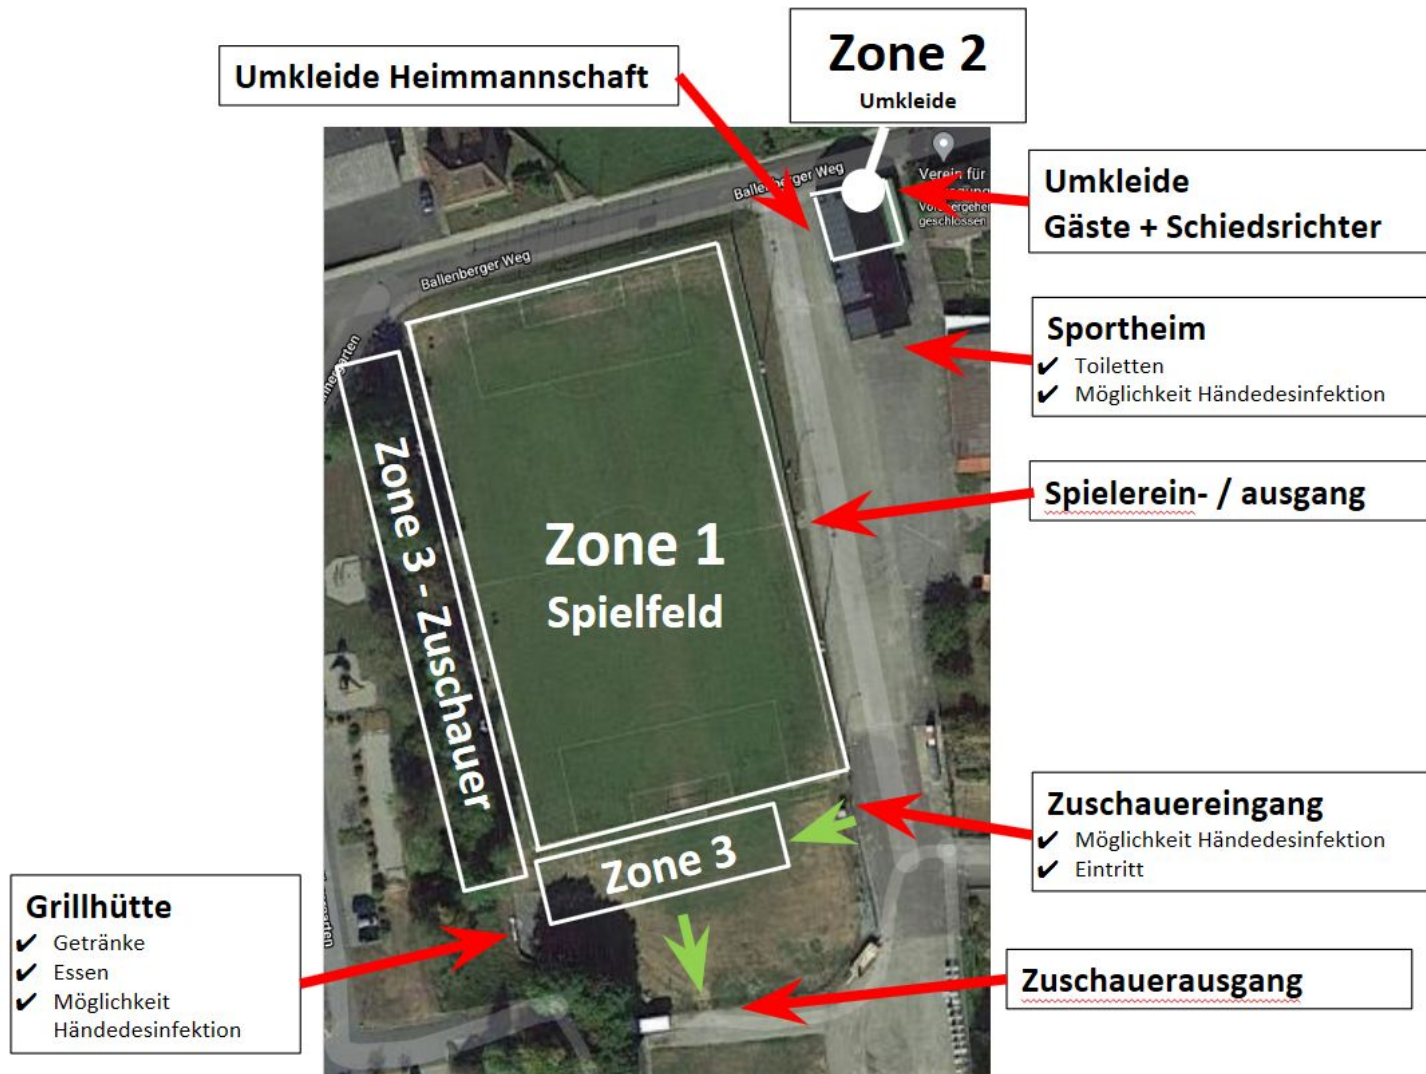 Umkleide Heimmannschaft
Zone 2
Umkleide
Ballenberger Weg
Verein für
Vorübergehend
geschlossen
Umkleide
Gäste + Schiedsrichter
Ballenberger Weg
Sportheim
✔ Toiletten
✔ Möglichkeit Händedesinfektion
Zone 3 - Zuschauer
Spielerein- / ausgang
Zone 1
Spielfeld
Zuschauereingang
✔ Möglichkeit Händedesinfektion
✔ Eintritt
Zone 3
Grillhütte
✔ Getränke
✔ Essen
✔ Möglichkeit
Händedesinfektion
Zuschauerausgang